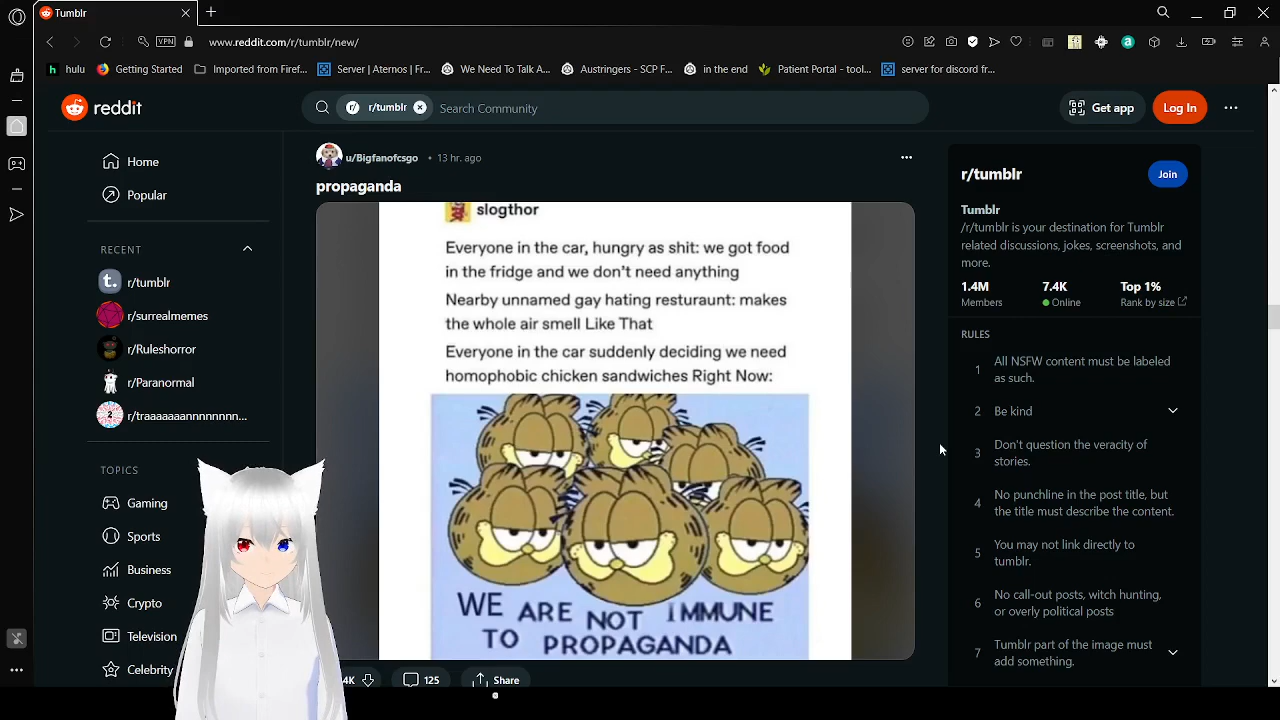 Tumblr
VPN
www.reddit.com/r/tumblr/new/
hulu
Getting Started
Imported from Firef...
Server | Aternos | Fr...
We Need To Talk A...
Austringers - SCP F...
in the end
Patient Portal - tool...
server for discord fr...
reddit
r/tumblr
Search Community
Get app
Log In
Home
Popular
RECENT
r/tumblr
r/surrealmemes
r/Ruleshorror
r/Paranormal
r/traaaaaaannnnnnnn...
TOPICS
Gaming
Sports
Business
Crypto
Television
Celebrity
u/Bigfanofcsgo • 13 hr. ago
propaganda
slogthor
Everyone in the car, hungry as shit: we got food
in the fridge and we don't need anything
Nearby unnamed gay hating resturaunt: makes
the whole air smell Like That
Everyone in the car suddenly deciding we need
homophobic chicken sandwiches Right Now:
WE ARE NOT IMMUNE
TO PROPAGANDA
125
Share
r/tumblr
Join
Tumblr
/r/tumblr is your destination for Tumblr
related discussions, jokes, screenshots, and
more.
1.4M
Members
7.4K
Online
Top 1%
Rank by size
RULES
1
All NSFW content must be labeled
as such.
2
Be kind
3
Don't question the veracity of
stories.
4
No punchline in the post title, but
the title must describe the content.
5
You may not link directly to
tumblr.
6
No call-out posts, witch hunting,
or overly political posts
7
Tumblr part of the image must
add something.